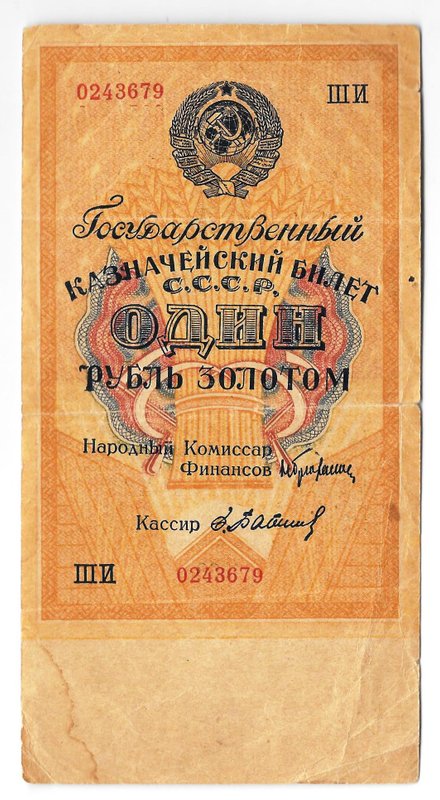 0243679 ШИ
Государственный
КАЗНАЧЕЙСКИЙ БИЛЕТ
С.С.С.Р.
ОДИН
РУБЛЬ ЗОЛОТОМ
Народный Комиссар
Финансов
Кассир
ШИ 0243679